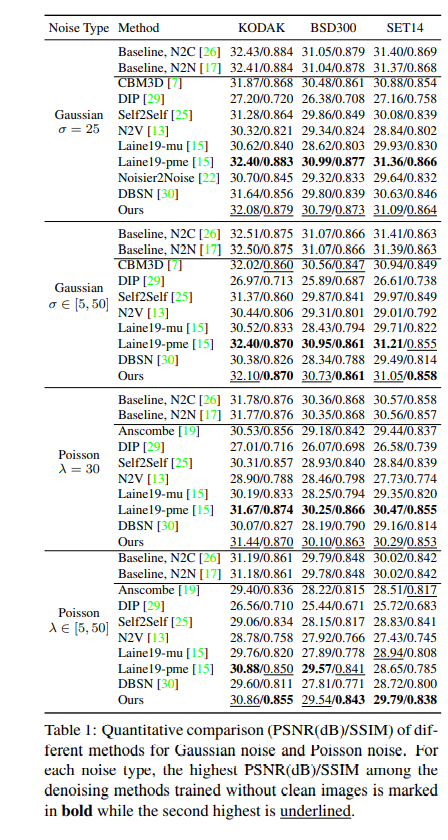 Noise Type Method KODAK BSD300 SET14
Baseline, N2C [26] 32.43/0.884 31.05/0.879 31.40/0.869
Baseline, N2N [17] 32.41/0.884 31.04/0.878 31.37/0.868
CBM3D [7] 31.87/0.868 30.48/0.861 30.88/0.854
DIP [29] 27.20/0.720 26.38/0.708 27.16/0.758
Gaussian Self2Self [25] 31.28/0.864 29.86/0.849 30.08/0.839
σ = 25 N2V [13] 30.32/0.821 29.34/0.824 28.84/0.802
Laine19-mu [15] 30.62/0.840 28.62/0.803 29.93/0.830
Laine19-pme [15] 32.40/0.883 30.99/0.877 31.36/0.866
Noisier2Noise [22] 30.70/0.845 29.32/0.833 29.64/0.832
DBSN [30] 31.64/0.856 29.80/0.839 30.63/0.846
Ours 32.08/0.879 30.79/0.873 31.09/0.864
Baseline, N2C [26] 32.51/0.875 31.07/0.866 31.41/0.863
Baseline, N2N [17] 32.50/0.875 31.07/0.866 31.39/0.863
CBM3D [7] 32.02/0.860 30.56/0.847 30.94/0.849
Gaussian DIP [29] 26.97/0.713 25.89/0.687 26.61/0.738
σ ∈ [5, 50] Self2Self [25] 31.37/0.860 29.87/0.841 29.97/0.849
N2V [13] 30.44/0.806 29.31/0.801 29.01/0.792
Laine19-mu [15] 30.52/0.833 28.43/0.794 29.71/0.822
Laine19-pme [15] 32.40/0.870 30.95/0.861 31.21/0.855
DBSN [30] 30.38/0.826 28.34/0.788 29.49/0.814
Ours 32.10/0.870 30.73/0.861 31.05/0.858
Baseline, N2C [26] 31.78/0.876 30.36/0.868 30.57/0.858
Baseline, N2N [17] 31.77/0.876 30.35/0.868 30.56/0.857
Anscombe [19] 30.53/0.856 29.18/0.842 29.44/0.837
Poisson DIP [29] 27.01/0.716 26.07/0.698 26.58/0.739
λ = 30 Self2Self [25] 30.31/0.857 28.93/0.840 28.84/0.839
N2V [13] 28.90/0.788 28.46/0.798 27.73/0.774
Laine19-mu [15] 30.19/0.833 28.25/0.794 29.35/0.820
Laine19-pme [15] 31.67/0.874 30.25/0.866 30.47/0.855
DBSN [30] 30.07/0.827 28.19/0.790 29.16/0.814
Ours 31.44/0.870 30.10/0.863 30.29/0.853
Baseline, N2C [26] 31.19/0.861 29.79/0.848 30.02/0.842
Baseline, N2N [17] 31.18/0.861 29.78/0.848 30.02/0.842
Anscombe [19] 29.40/0.836 28.22/0.815 28.51/0.817
Poisson DIP [29] 26.56/0.710 25.44/0.671 25.72/0.683
λ ∈ [5, 50] Self2Self [25] 29.06/0.834 28.15/0.817 28.83/0.841
N2V [13] 28.78/0.758 27.92/0.766 27.43/0.745
Laine19-mu [15] 29.76/0.820 27.89/0.778 28.94/0.808
Laine19-pme [15] 30.88/0.850 29.57/0.841 28.65/0.785
DBSN [30] 29.60/0.811 27.81/0.771 28.72/0.800
Ours 30.86/0.855 29.54/0.843 29.79/0.838
Table 1: Quantitative comparison (PSNR(dB)/SSIM) of dif-
ferent methods for Gaussian noise and Poisson noise. For
each noise type, the highest PSNR(dB)/SSIM among the
denoising methods trained without clean images is marked
in bold while the second highest is underlined.